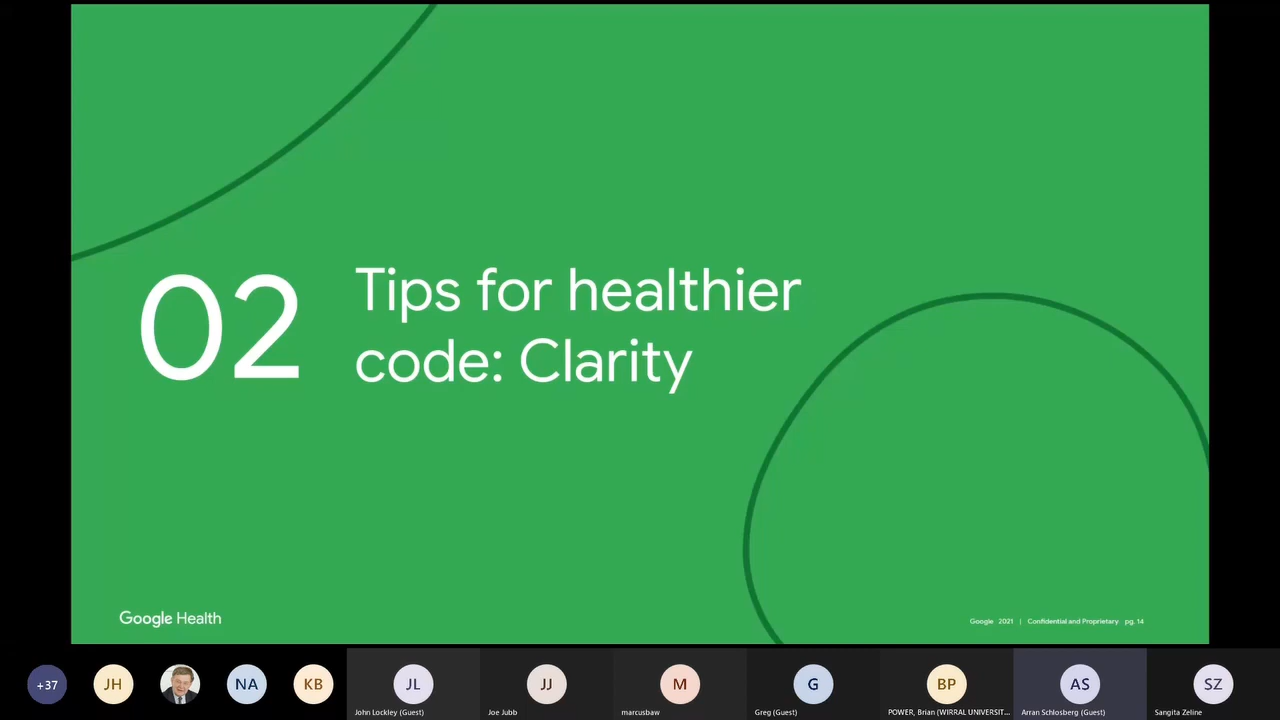 02
Tips for healthier
code: Clarity
Google Health
Google 2021 | Confidential and Proprietary pg. 14
+37
JH
NA
KB
JL
JJ
M
G
BP
AS
SZ
John Lockley (Guest)
Joe Jubb
marcusbaw
Greg (Guest)
POWER, Brian (WIRRAL UNIVERSIT...
Arran Schlosberg (Guest)
Sangita Zeline